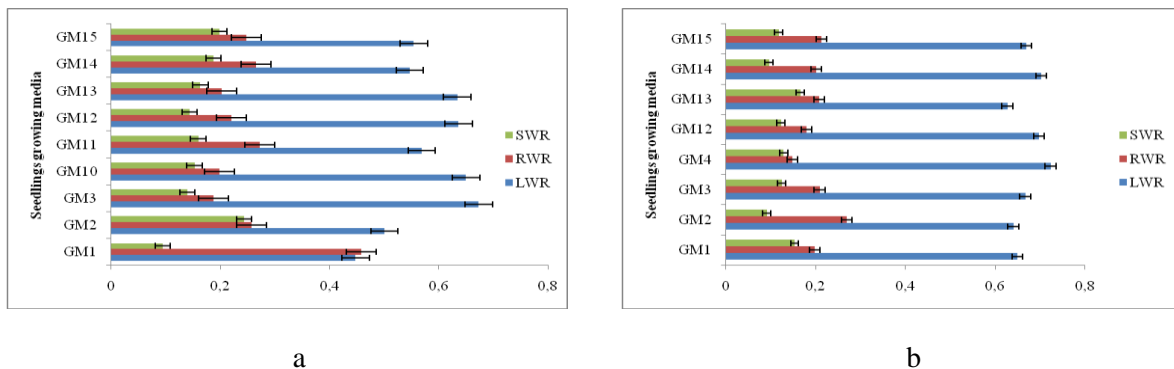 Seedlings growing media
GM15
GM14
GM13
GM12
GM11
GM10
GM3
GM2
GM1
0
0,2
0,4
0,6
0,8
SWR
RWR
LWR
a
Seedlings growing media
GM15
GM14
GM13
GM12
GM4
GM3
GM2
GM1
0
0,2
0,4
0,6
0,8
SWR
RWR
LWR
b